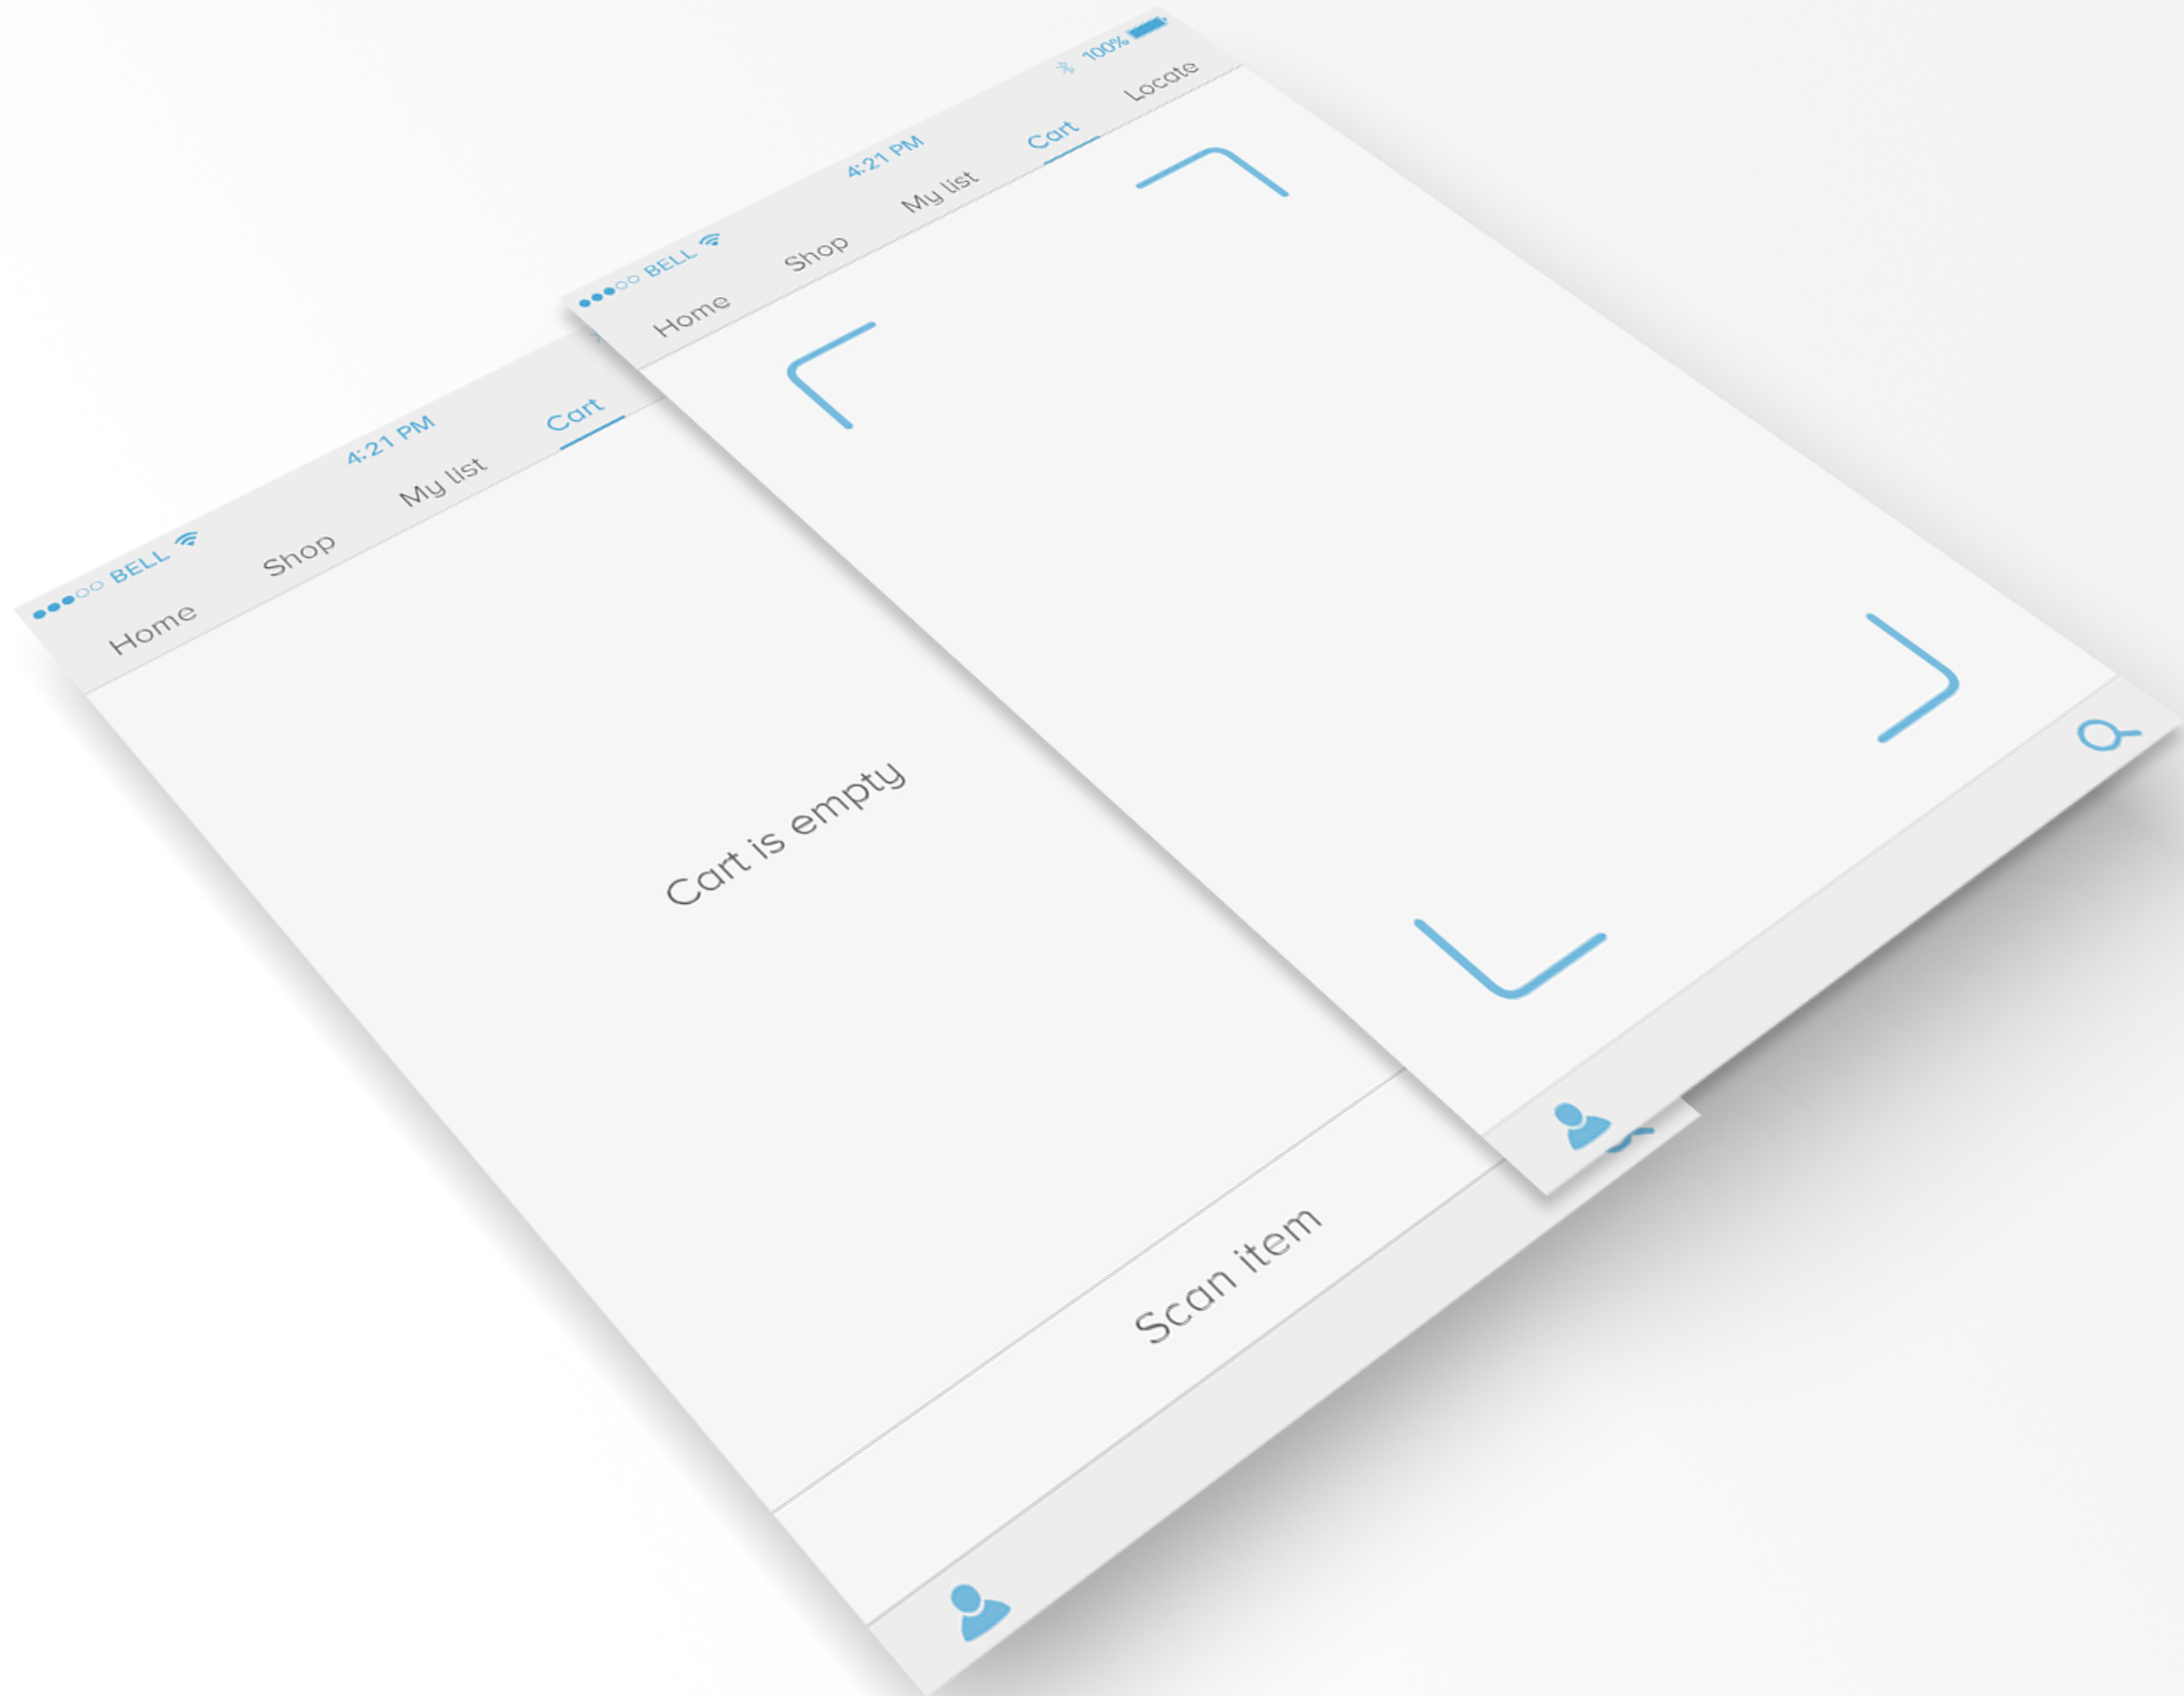 BELL 4:21 PM 100%
Home Shop My list Cart Locate
BELL 4:21 PM
Home Shop My list Cart
Cart is empty
Scan item